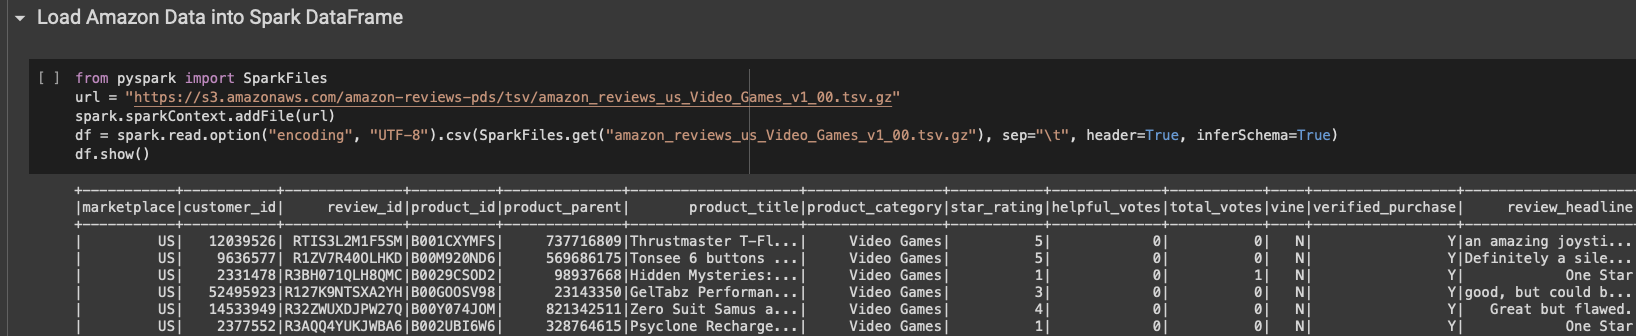 Load Amazon Data into Spark DataFrame
[ ] from pyspark import SparkFiles
url = "https://s3.amazonaws.com/amazon-reviews-pds/tsv/amazon_reviews_us_Video_Games_v1_00.tsv.gz"
spark.sparkContext.addFile(url)
df = spark.read.option("encoding", "UTF-8").csv(SparkFiles.get("amazon_reviews_us_Video_Games_v1_00.tsv.gz"), sep="\t", header=True, inferSchema=True)
df.show()
+-----------+-----------+--------------+----------+--------------+--------------------+----------------+-----------+-------------+-----------+----+-----------------+--------------------
|marketplace|customer_id|     review_id|product_id|product_parent|       product_title|product_category|star_rating|helpful_votes|total_votes|vine|verified_purchase|     review_headline
+-----------+-----------+--------------+----------+--------------+--------------------+----------------+-----------+-------------+-----------+----+-----------------+--------------------
|         US|   12039526| RTIS3L2M1F5SM|B001CXYMFS|     737716809|Thrustmaster T-Fl...|     Video Games|          5|            0|          0|   N|                Y|an amazing joysti...
|         US|    9636577| R1ZV7R40OLHKD|B00M920ND6|     569686175|Tonsee 6 buttons ...|     Video Games|          5|            0|          0|   N|                Y|Definitely a sile...
|         US|    2331478|R3BH071QLH8QMC|B0029CSOD2|      98937668|Hidden Mysteries:...|     Video Games|          1|            0|          1|   N|                Y|            One Star
|         US|   52495923|R127K9NTSXA2YH|B00GOOSV98|      23143350|GelTabz Performan...|     Video Games|          3|            0|          0|   N|                Y|good, but could b...
|         US|   14533949|R32ZWUXDJPW27Q|B00Y074JOM|     821342511|Zero Suit Samus a...|     Video Games|          4|            0|          0|   N|                Y|   Great but flawed.
|         US|    2377552|R3AQQ4YUKJWBA6|B002UBI6W6|     328764615|Psyclone Recharge...|     Video Games|          1|            0|          0|   N|                Y|            One Star